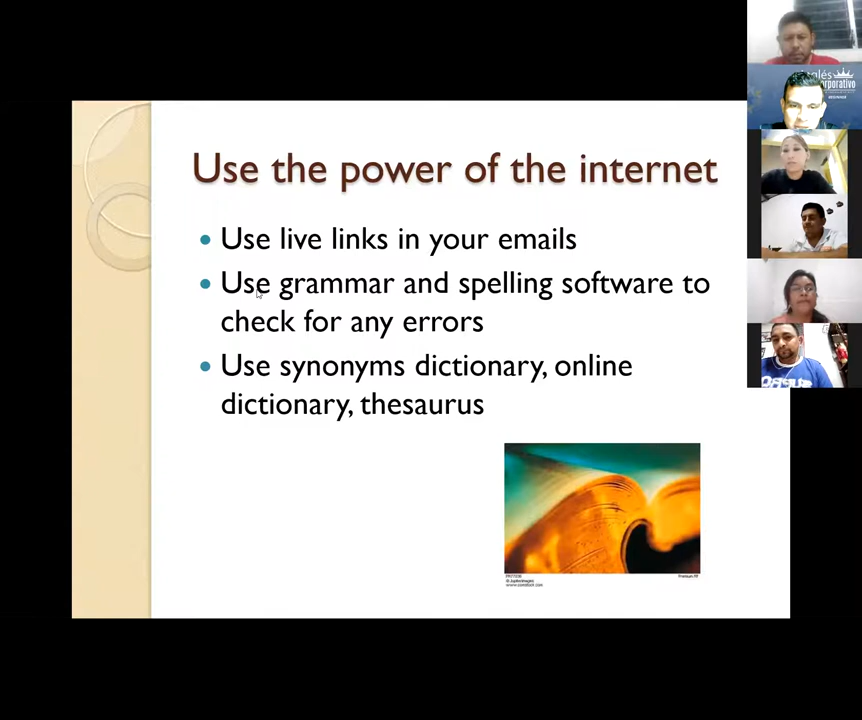 Use the power of the internet
Use live links in your emails
Use grammar and spelling software to
check for any errors
Use synonyms dictionary, online
dictionary, thesaurus